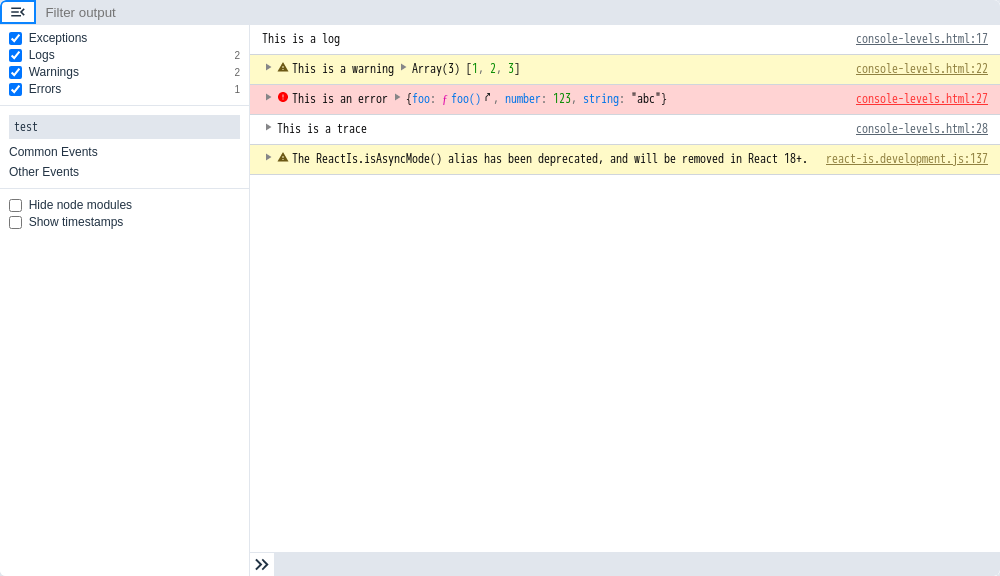 Filter output
Exceptions
Logs 2
Warnings 2
Errors 1
test
Common Events
Other Events
Hide node modules
Show timestamps
This is a log console-levels.html:17
This is a warning Array(3) [1, 2, 3] console-levels.html:22
This is an error {foo: ƒ foo(), number: 123, string: "abc"} console-levels.html:27
This is a trace console-levels.html:28
The ReactIs.isAsyncMode() alias has been deprecated, and will be removed in React 18+. react-is.development.js:137